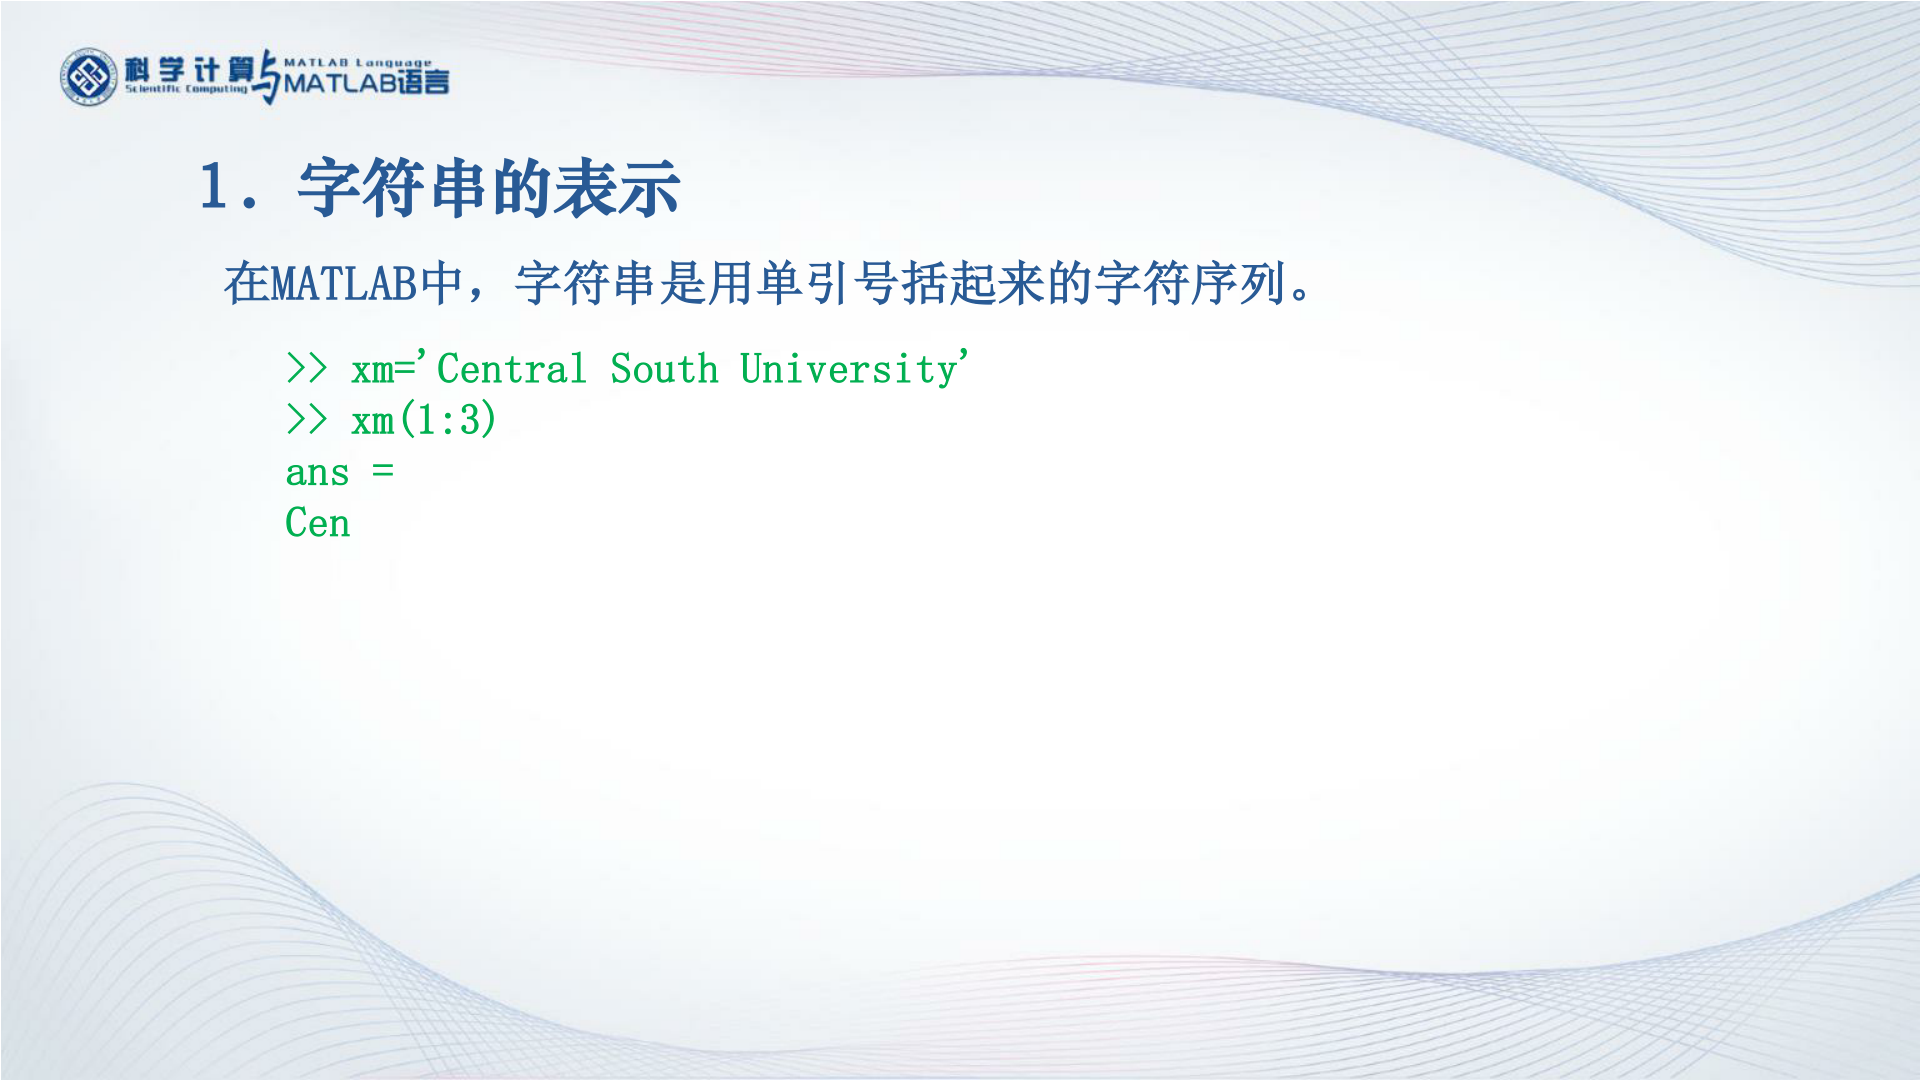 科学计算与MATLAB语言
Scientific Computing
MATLAB Language
1. 字符串的表示
在MATLAB中，字符串是用单引号括起来的字符序列。
>> xm='Central South University'
>> xm(1:3)
ans =
Cen